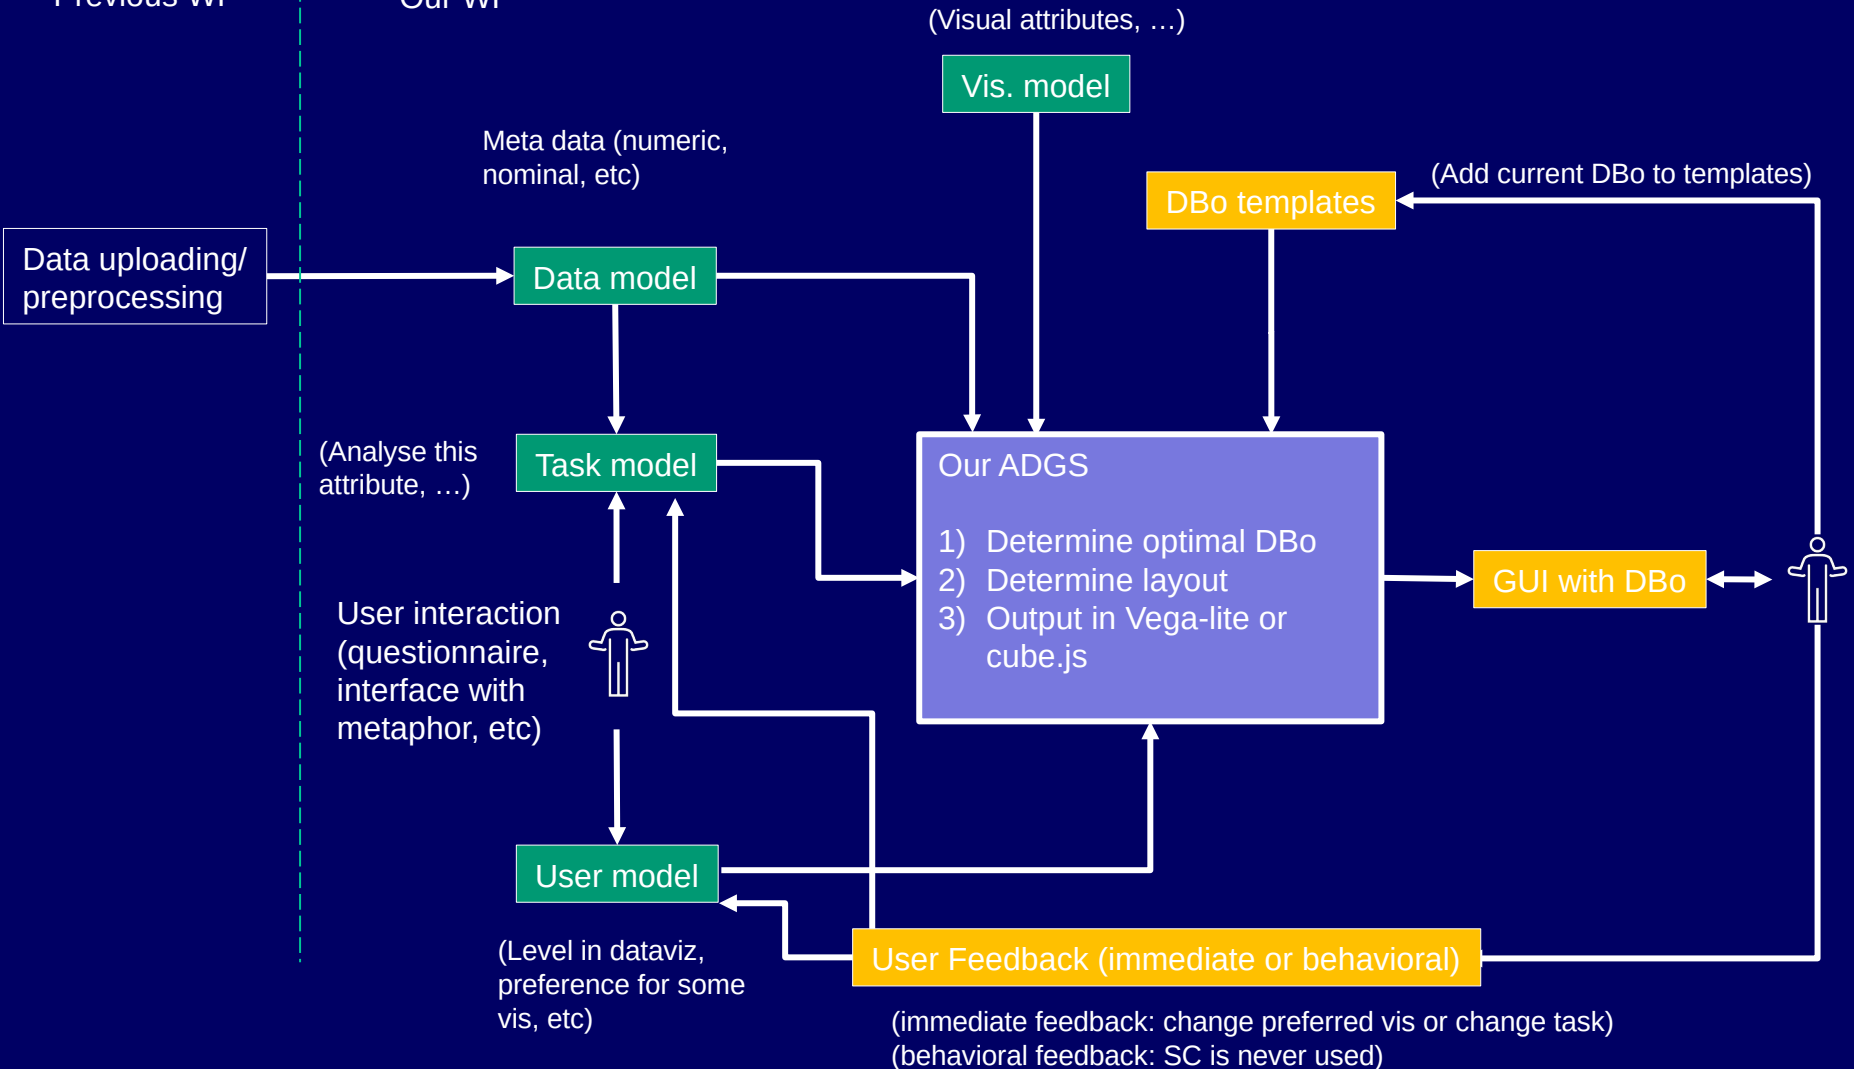 Previous WP
Our WP
(Visual attributes, …)
Vis. model
Meta data (numeric,
nominal, etc)
(Add current DBo to templates)
DBo templates
Data uploading/
preprocessing
Data model
(Analyse this
attribute, …)
Task model
Our ADGS
1) Determine optimal DBo
2) Determine layout
3) Output in Vega-lite or
cube.js
GUI with DBo
User interaction
(questionnaire,
interface with
metaphor, etc)
User model
(Level in dataviz,
preference for some
vis, etc)
User Feedback (immediate or behavioral)
(immediate feedback: change preferred vis or change task)
(behavioral feedback: SC is never used)